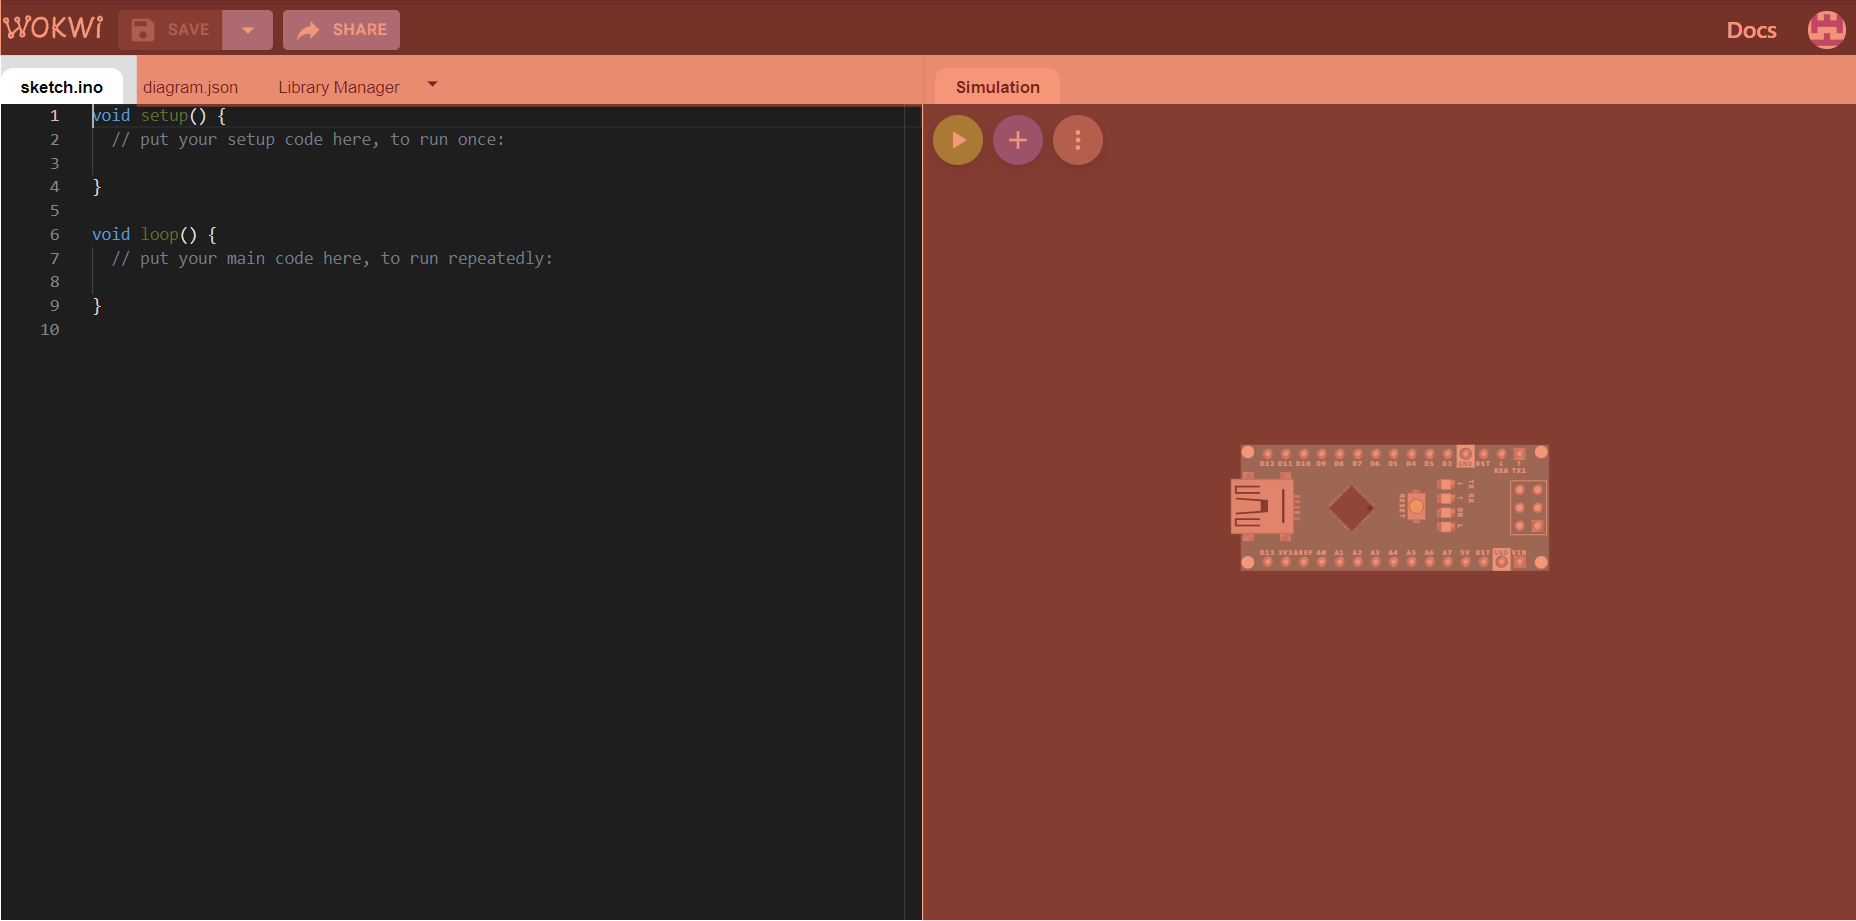 WOKWI SAVE SHARE Docs
sketch.ino diagram.json Library Manager Simulation
1 void setup() {
2 // put your setup code here, to run once:
3
4 }
5
6 void loop() {
7 // put your main code here, to run repeatedly:
8
9 }
10
D12 D11 D10 D9 D8 D7 D6 D5 D4 D3 D2 GND RST ↓ ↑
RX0 TX1
TX RX
↓ ↑ ON L
RESET
D13 3V3 AREF A0 A1 A2 A3 A4 A5 A6 A7 5V RST GND VIN